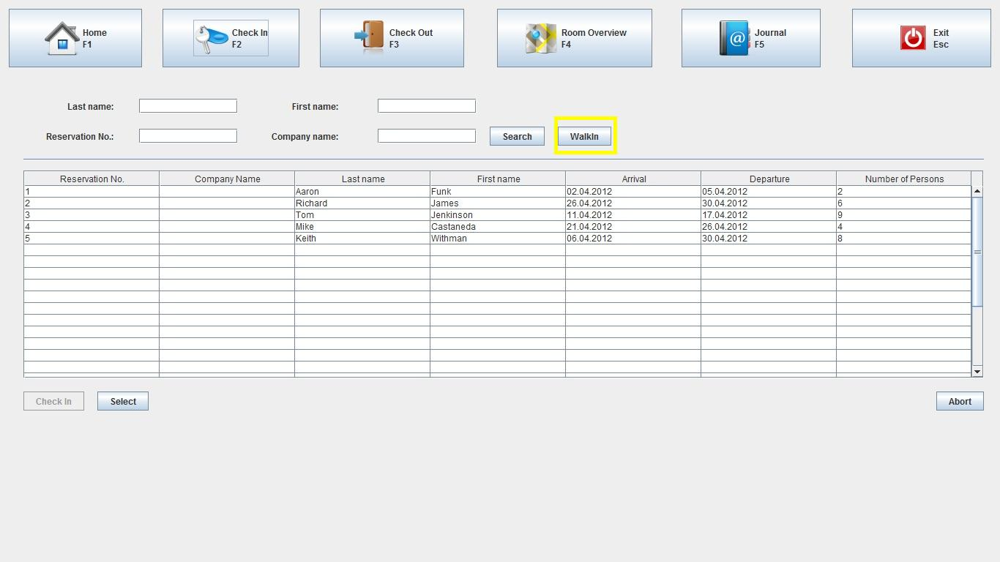 Home
F1
Check In
F2
Check Out
F3
Room Overview
F4
@ Journal
F5
Exit
Esc
Last name:
First name:
Reservation No.:
Company name:
Search
WalkIn
Reservation No. Company Name Last name First name Arrival Departure Number of Persons
1 Aaron Funk 02.04.2012 05.04.2012 2
2 Richard James 26.04.2012 30.04.2012 6
3 Tom Jenkinson 11.04.2012 17.04.2012 9
4 Mike Castaneda 21.04.2012 26.04.2012 4
5 Keith Withman 06.04.2012 30.04.2012 8
Check In
Select
Abort